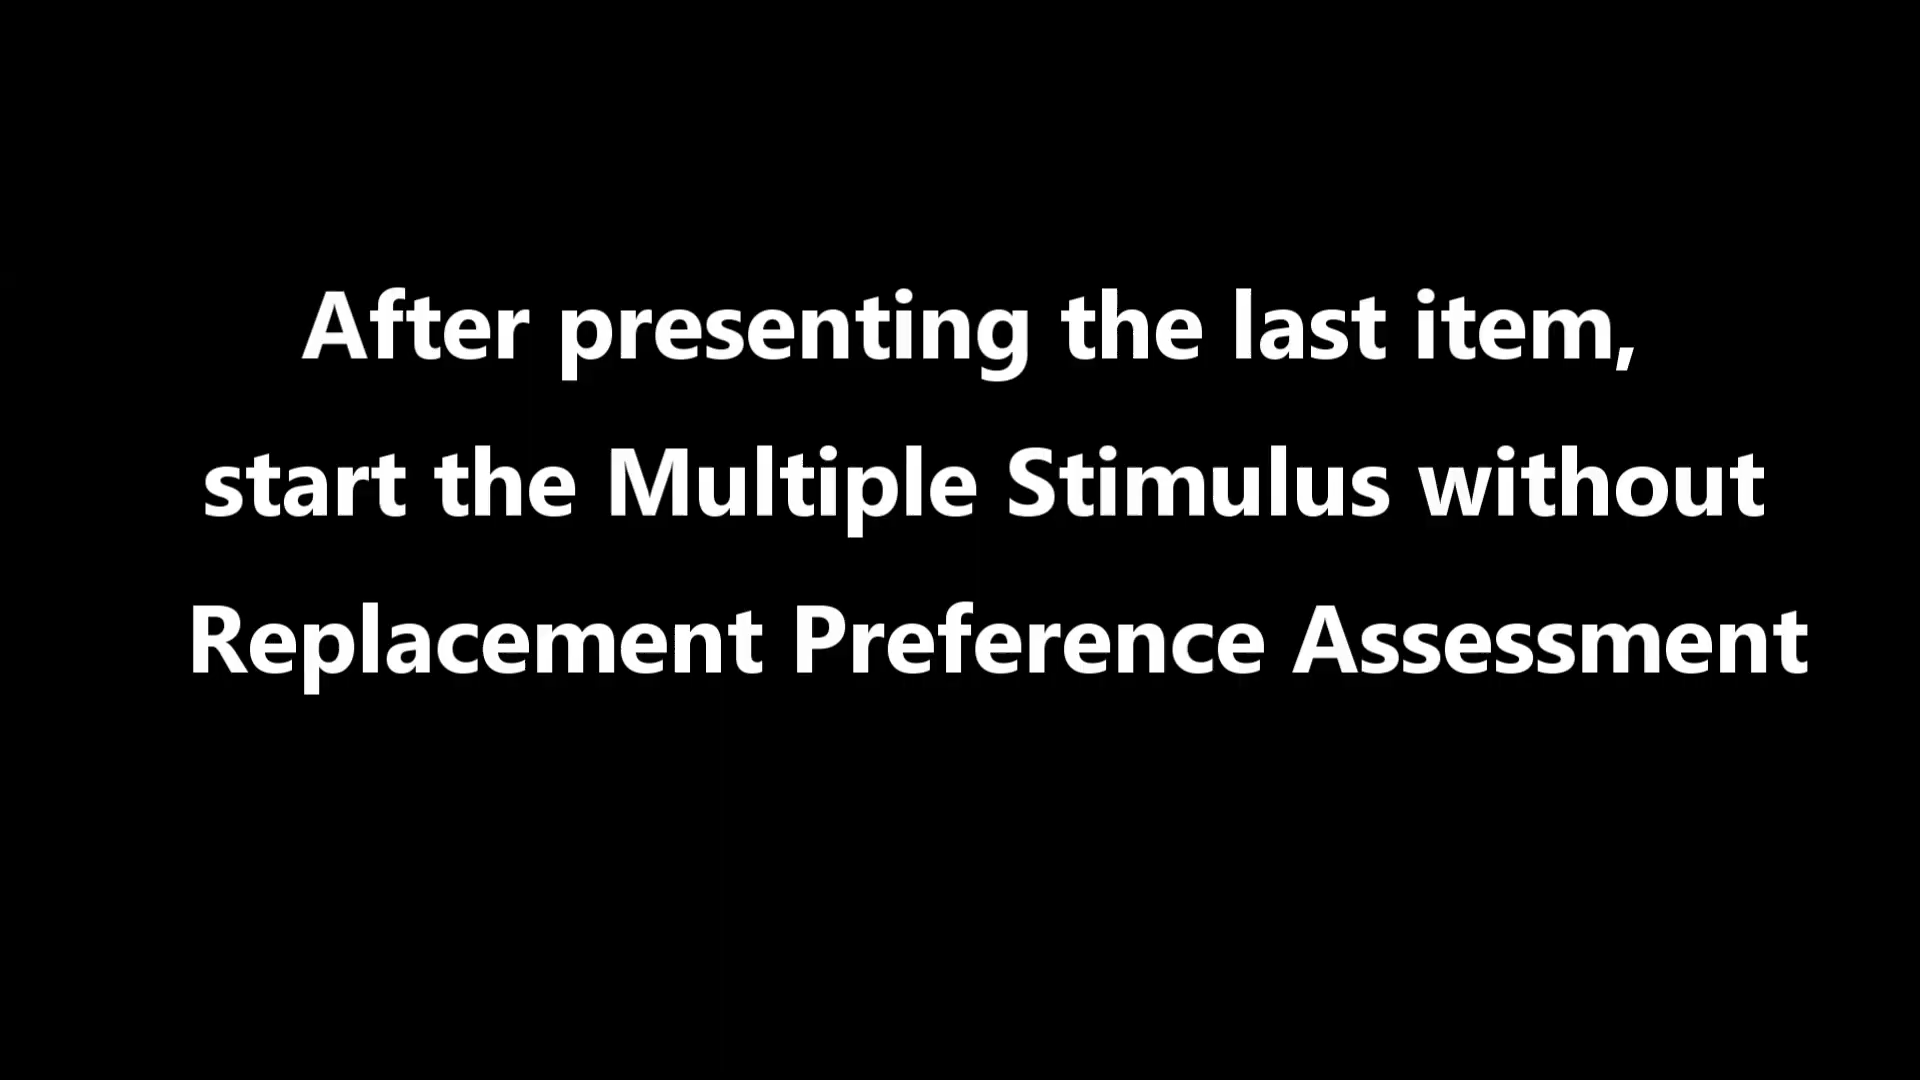 After presenting the last item,
start the Multiple Stimulus without
Replacement Preference Assessment